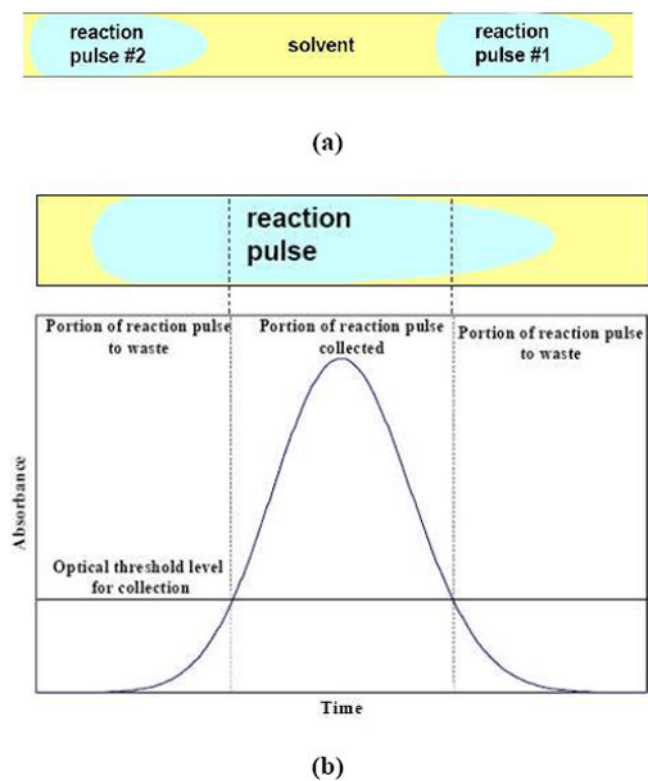 reaction
pulse #2
solvent
reaction
pulse #1
(a)
reaction
pulse
Portion of reaction pulse
to waste
Portion of reaction pulse
collected
Portion of reaction pulse
to waste
Absorbance
Optical threshold level
for collection
Time
(b)